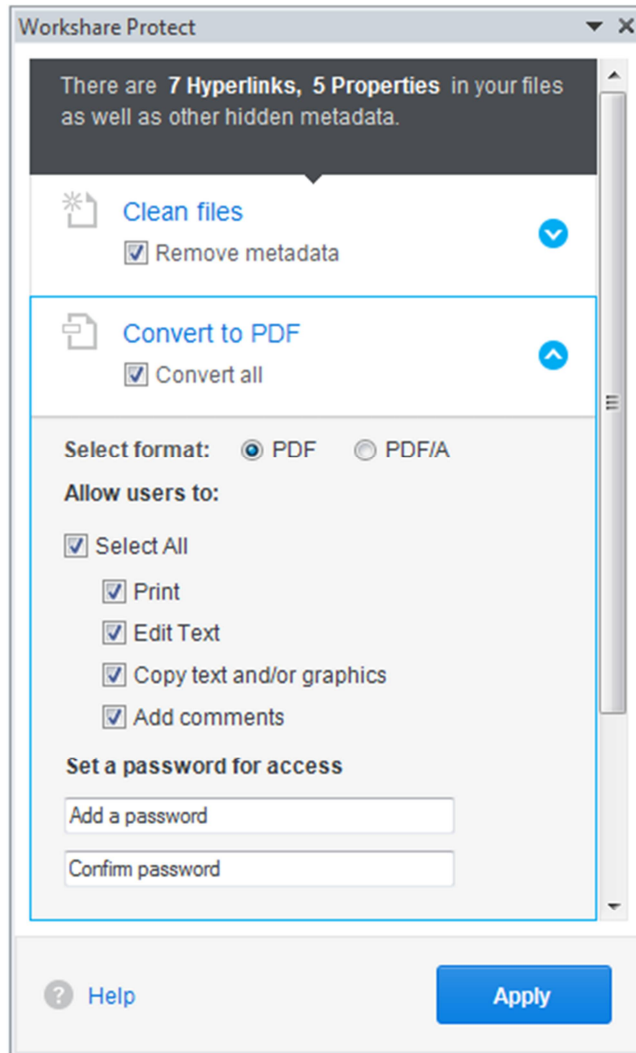 Workshare Protect
There are 7 Hyperlinks, 5 Properties in your files
as well as other hidden metadata.
Clean files
Remove metadata
Convert to PDF
Convert all
Select format: PDF PDF/A
Allow users to:
Select All
Print
Edit Text
Copy text and/or graphics
Add comments
Set a password for access
Add a password
Confirm password
? Help
Apply